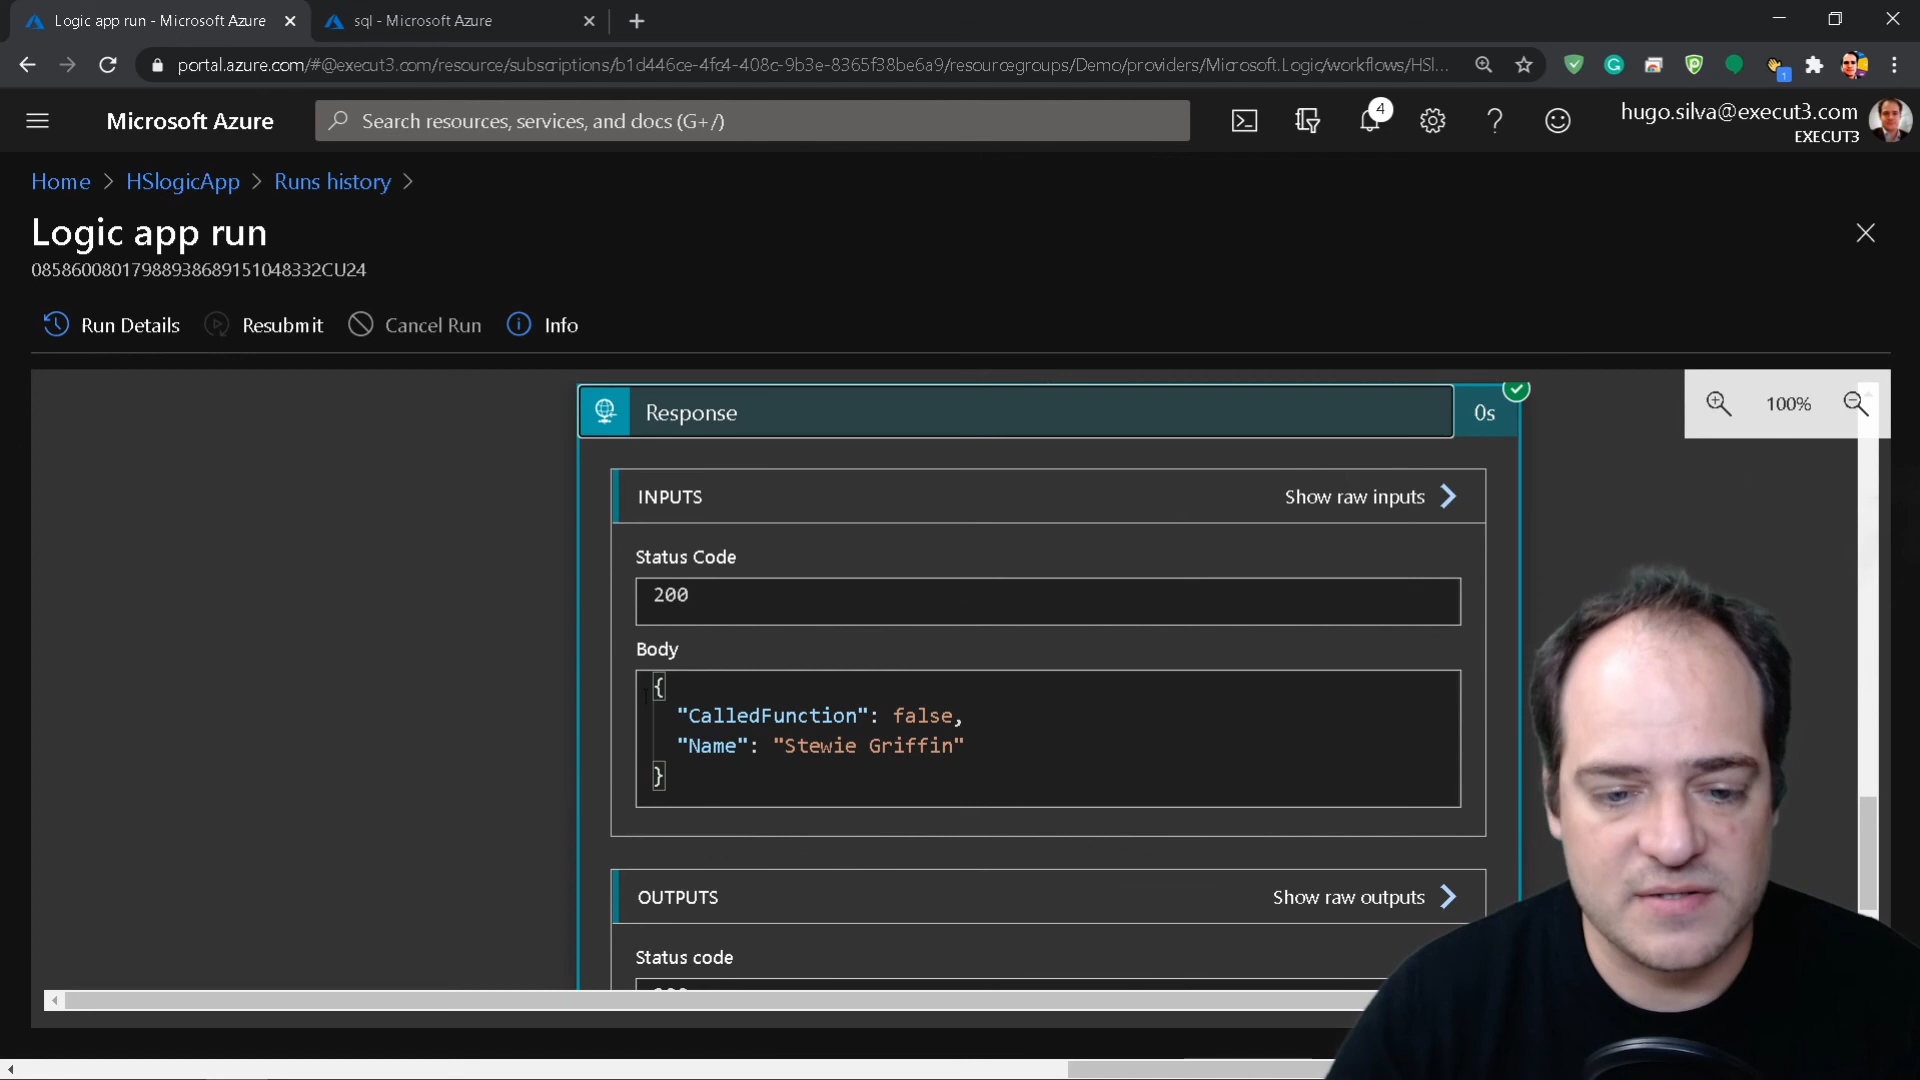 Logic app run - Microsoft Azure
sql - Microsoft Azure
portal.azure.com/#@execut3.com/resource/subscriptions/b1d446ce-4fc4-408c-9b3e-8365f38be6a9/resourcegroups/Demo/providers/Microsoft.Logic/workflows/HSl...
1
Microsoft Azure
Search resources, services, and docs (G+/)
4
hugo.silva@execut3.com
EXECUT3
Home > HSlogicApp > Runs history >
Logic app run
08586008017988938689151048332CU24
Run Details
Resubmit
Cancel Run
Info
Response
0s
100%
INPUTS
Show raw inputs
Status Code
200
Body
{
"CalledFunction": false,
"Name": "Stewie Griffin"
}
OUTPUTS
Show raw outputs
Status code